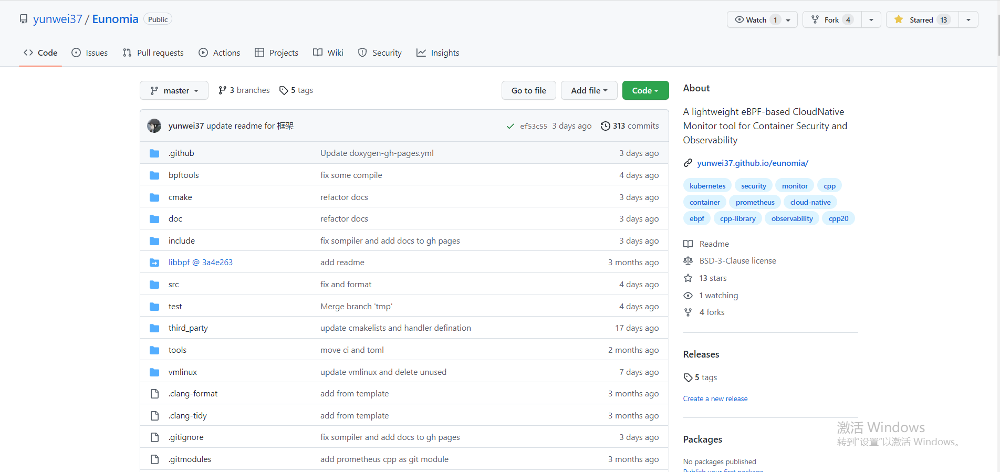 yunwei37 / Eunomia Public
Watch 1 Fork 4 Starred 13
Code Issues Pull requests Actions Projects Wiki Security Insights
master 3 branches 5 tags Go to file Add file Code
yunwei37 update readme for 框架 ef53c55 3 days ago 313 commits
.github Update doxygen-gh-pages.yml 3 days ago
bpftools fix some compile 4 days ago
cmake refactor docs 3 days ago
doc refactor docs 3 days ago
include fix sompiler and add docs to gh pages 3 days ago
libbpf @ 3a4e263 add readme 3 months ago
src fix and format 4 days ago
test Merge branch 'tmp' 4 days ago
third_party update cmakelists and handler defination 17 days ago
tools move ci and toml 2 months ago
vmlinux update vmlinux and delete unused 7 days ago
.clang-format add from template 3 months ago
.clang-tidy add from template 3 months ago
.gitignore fix sompiler and add docs to gh pages 3 days ago
.gitmodules add prometheus cpp as git module 3 months ago
About
A lightweight eBPF-based CloudNative
Monitor tool for Container Security and
Observability
yunwei37.github.io/eunomia/
kubernetes security monitor cpp
container prometheus cloud-native
ebpf cpp-library observability cpp20
Readme
BSD-3-Clause license
13 stars
1 watching
4 forks
Releases
5 tags
Create a new release
Packages
No packages published
Publish your first package
激活 Windows
转到“设置”以激活 Windows。